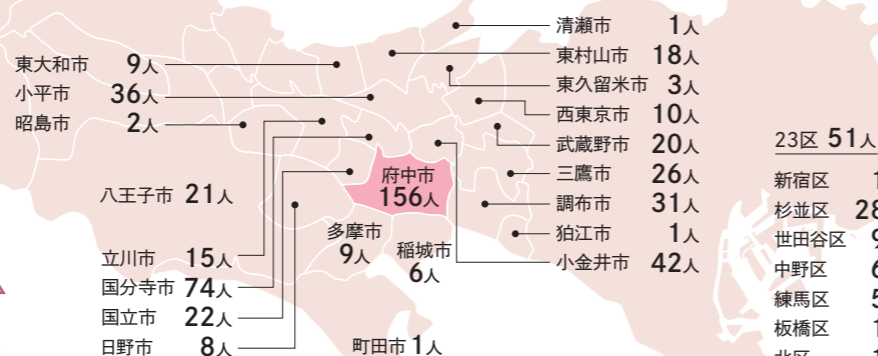 東大和市 9人
小平市 36人
昭島市 2人
八王子市 21人
立川市 15人
国分寺市 74人
国立市 22人
日野市 8人
府中市
156人
多摩市
9人
稲城市
6人
町田市 1人
清瀬市 1人
東村山市 18人
東久留米市 3人
西東京市 10人
武蔵野市 20人
三鷹市 26人
調布市 31人
狛江市 1人
小金井市 42人
23区 51人
新宿区 1
杉並区 28
世田谷区 9
中野区 6
練馬区 5
板橋区 1
北区